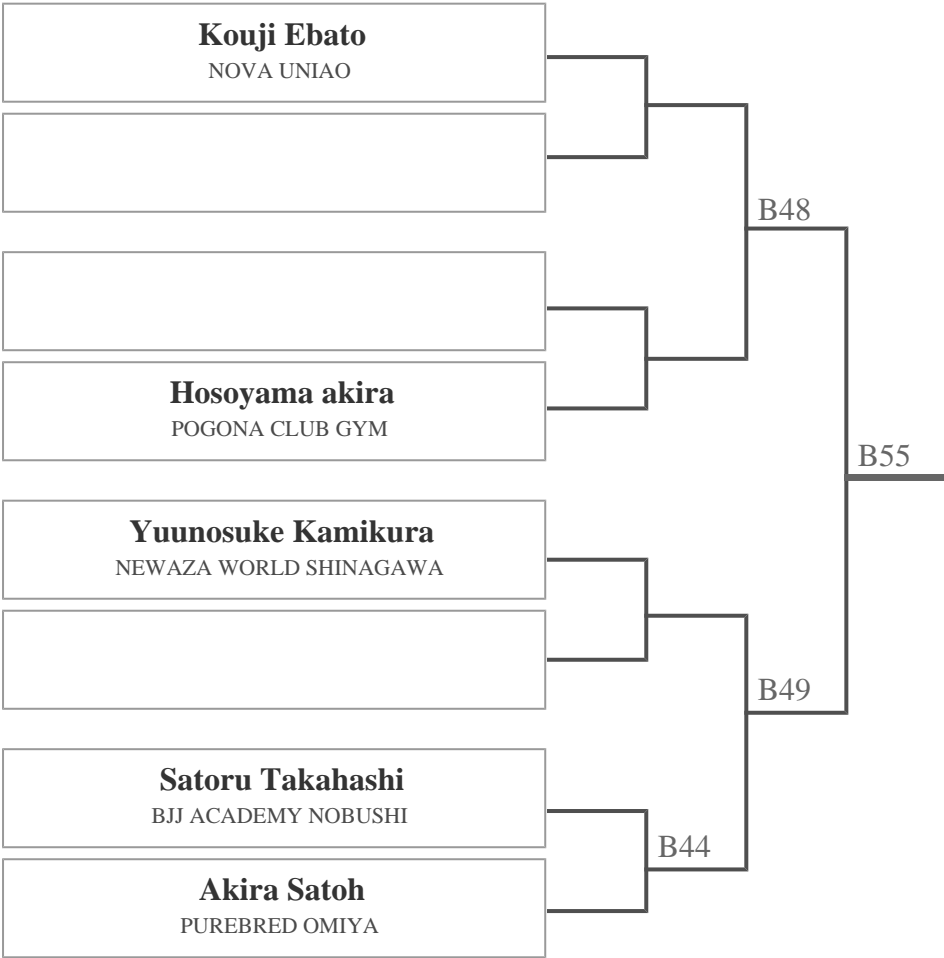 Kouji Ebato
NOVA UNIAO
B48
Hosoyama akira
POGONA CLUB GYM
B55
Yuunosuke Kamikura
NEWAZA WORLD SHINAGAWA
B49
Satoru Takahashi
BJJ ACADEMY NOBUSHI
B44
Akira Satoh
PUREBRED OMIYA